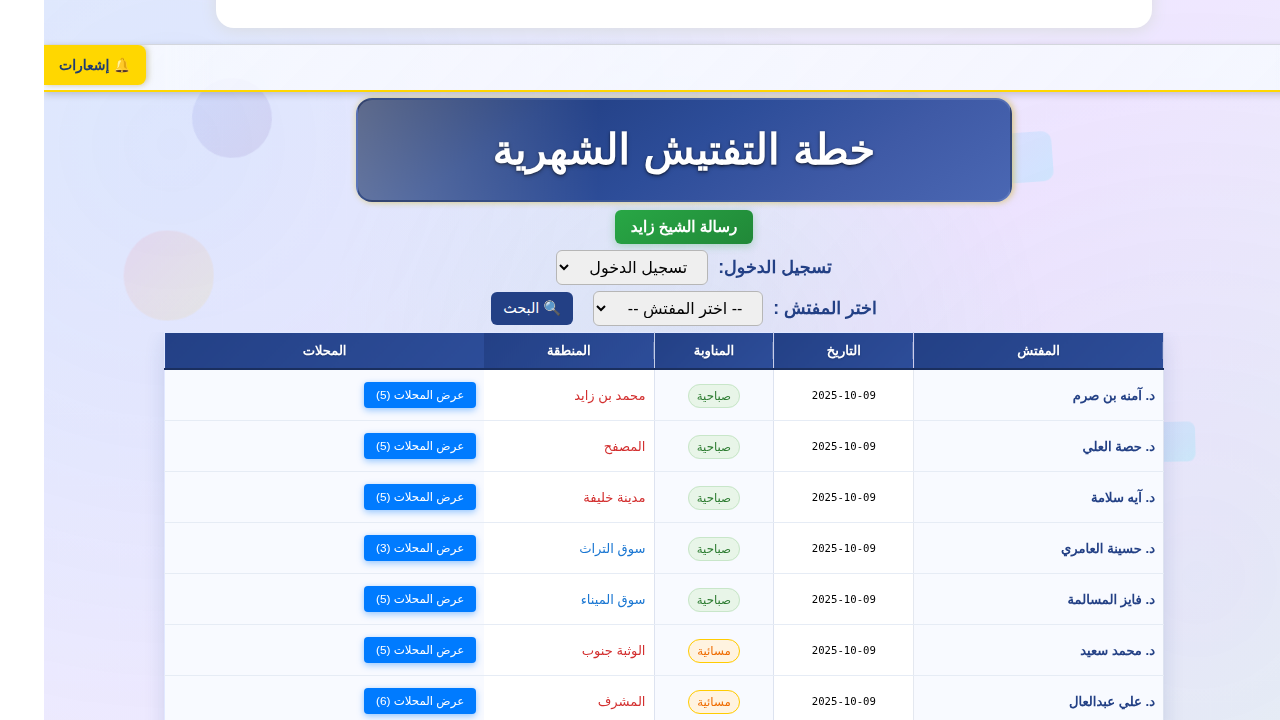 🔔 إشعارات
خطة التفتيش الشهرية
رسالة الشيخ زايد
تسجيل الدخول: تسجيل الدخول
اختر المفتش : -- اختر المفتش -- 🔍 البحث
المفتش التاريخ المناوبة المنطقة المحلات
د. آمنه بن صرم 2025-10-09 صباحية محمد بن زايد عرض المحلات (5)
د. حصة العلي 2025-10-09 صباحية المصفح عرض المحلات (5)
د. آيه سلامة 2025-10-09 صباحية مدينة خليفة عرض المحلات (5)
د. حسينة العامري 2025-10-09 صباحية سوق التراث عرض المحلات (3)
د. فايز المسالمة 2025-10-09 صباحية سوق الميناء عرض المحلات (5)
د. محمد سعيد 2025-10-09 مسائية الوثبة جنوب عرض المحلات (5)
د. علي عبدالعال 2025-10-09 مسائية المشرف عرض المحلات (6)